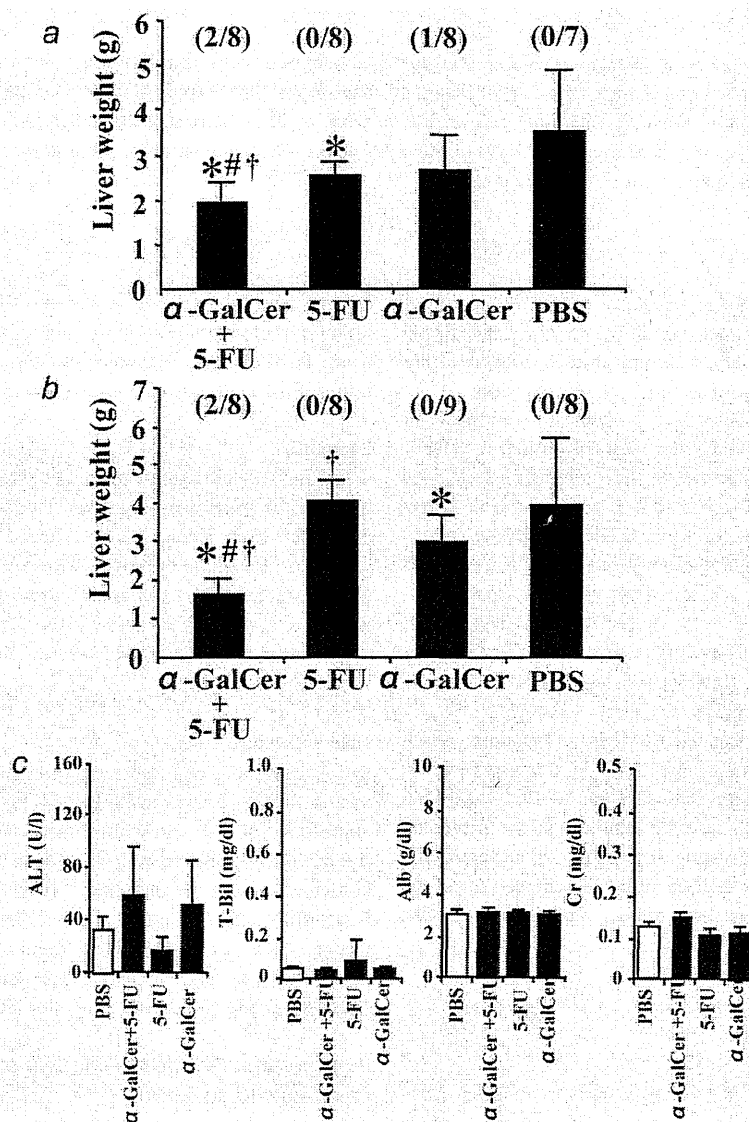 a
(2/8) (0/8) (1/8) (0/7)
Liver weight (g)
6
5
4
3
2
1
0
*#† *
α-GalCer + 5-FU 5-FU α-GalCer PBS
b
(2/8) (0/8) (0/9) (0/8)
Liver weight (g)
7
6
5
4
3
2
1
0
*#† † *
α-GalCer + 5-FU 5-FU α-GalCer PBS
c
ALT (U/l)
160
120
80
40
0
PBS
α-GalCer+5-FU
5-FU
α-GalCer
T-Bil (mg/dl)
1.0
0.8
0.6
0.4
0.2
0
PBS
α-GalCer +5-FU
5-FU
α-GalCer
Alb (g/dl)
10
8
6
4
2
0
PBS
α-GalCer +5-FU
5-FU
α-GalCer
Cr (mg/dl)
0.5
0.4
0.3
0.2
0.1
0
PBS
α-GalCer +5-FU
5-FU
α-GalCer